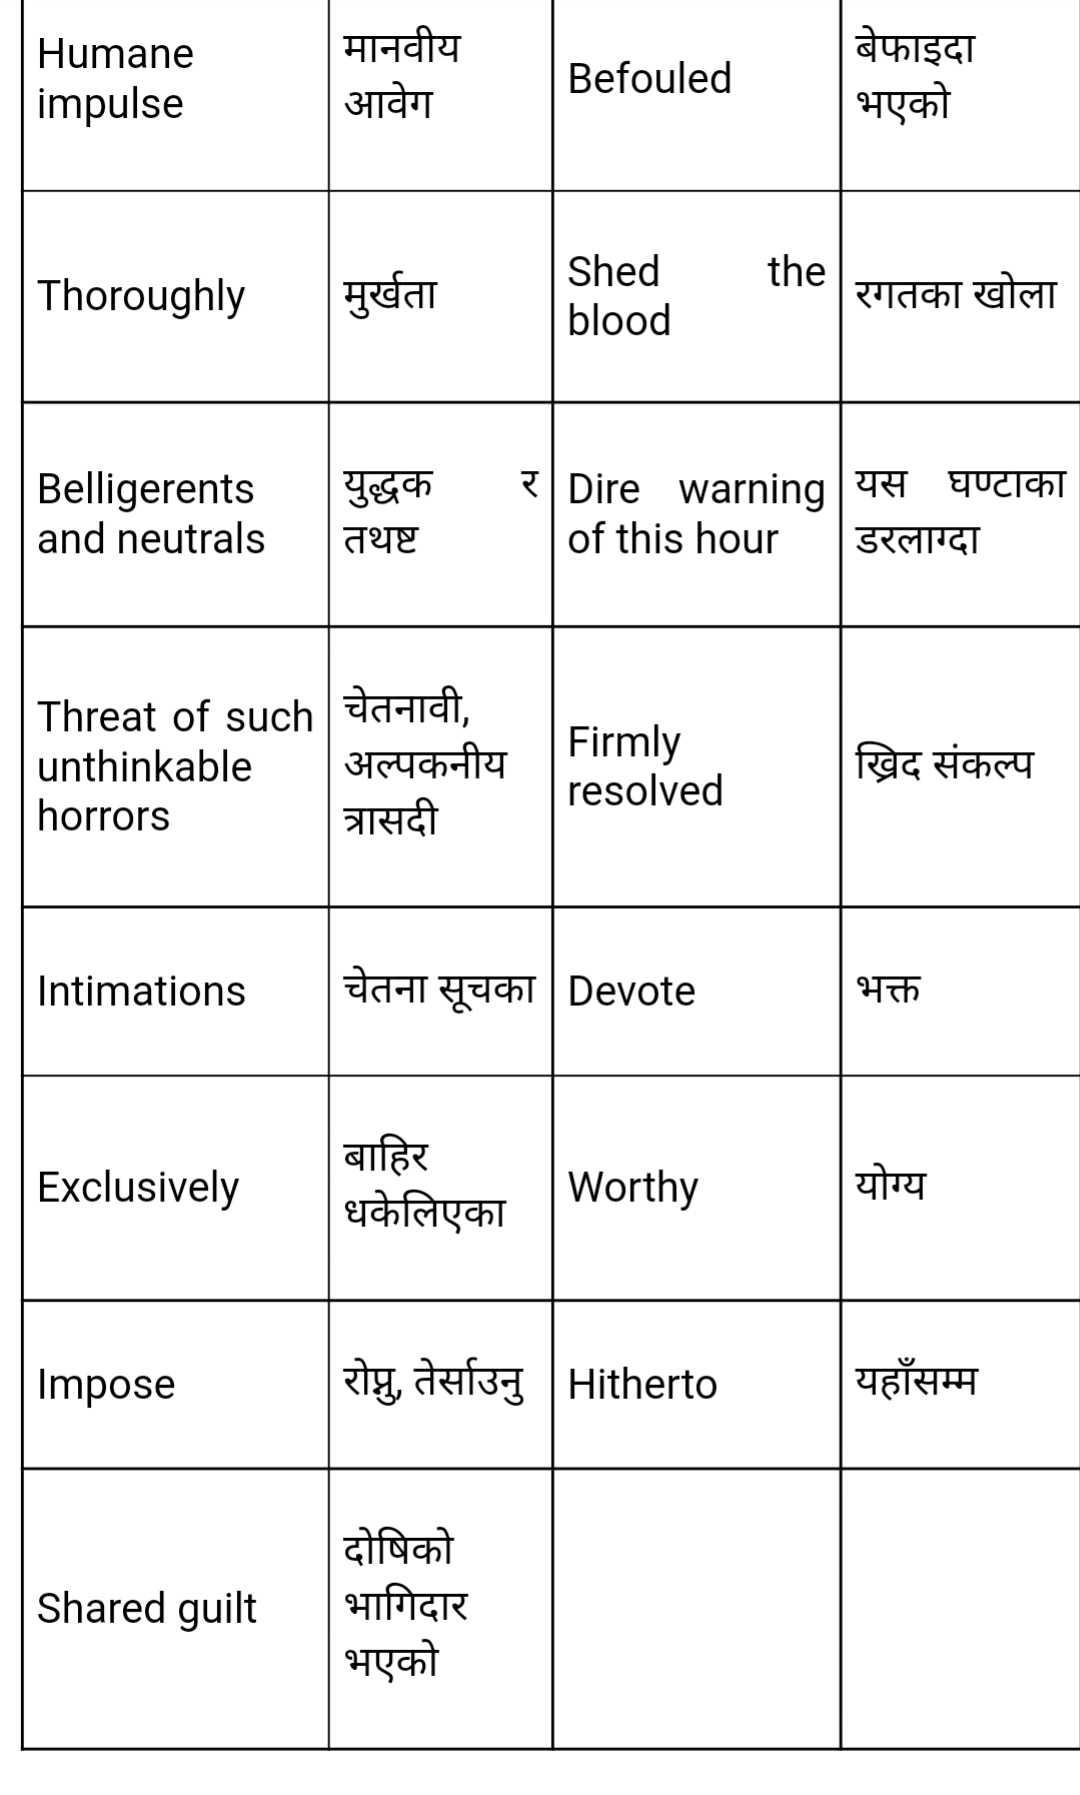 Humane
impulse
मानवीय
आवेग
Befouled
बेफाइदा
भएको
Thoroughly
मुर्खता
Shed the
blood
रगतका खोला
Belligerents
and neutrals
युद्धक र
तथष्ट
Dire warning
of this hour
यस घण्टाका
डरलाग्दा
Threat of such
unthinkable
horrors
चेतनावी,
अल्पकनीय
त्रासदी
Firmly
resolved
ख्रिद संकल्प
Intimations
चेतना सूचका
Devote
भक्त
Exclusively
बाहिर
धकेलिएका
Worthy
योग्य
Impose
रोप्नु, तेर्साउनु
Hitherto
यहाँसम्म
Shared guilt
दोषिको
भागिदार
भएको